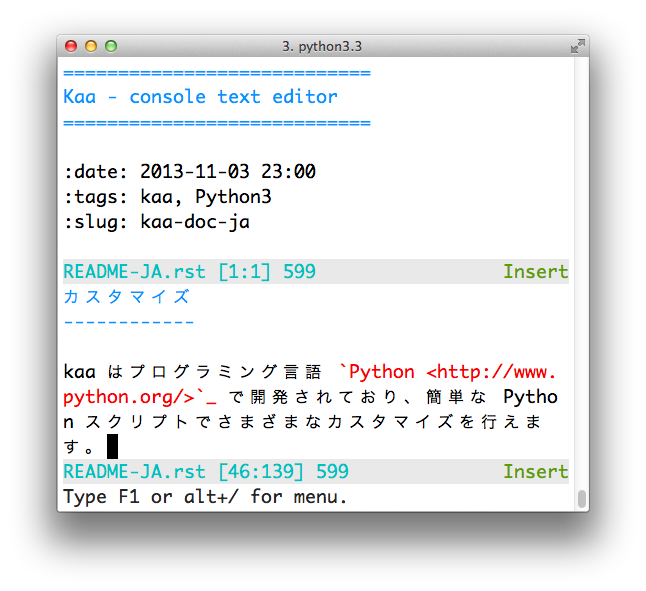 3. python3.3
============================
Kaa - console text editor
============================
:date: 2013-11-03 23:00
:tags: kaa, Python3
:slug: kaa-doc-ja
README-JA.rst [1:1] 599 Insert
カスタマイズ
------------
kaa はプログラミング言語 `Python <http://www.
python.org/>`_ で開発されており、簡単な Pytho
n スクリプトでさまざまなカスタマイズを行えま
す。
README-JA.rst [46:139] 599 Insert
Type F1 or alt+/ for menu.